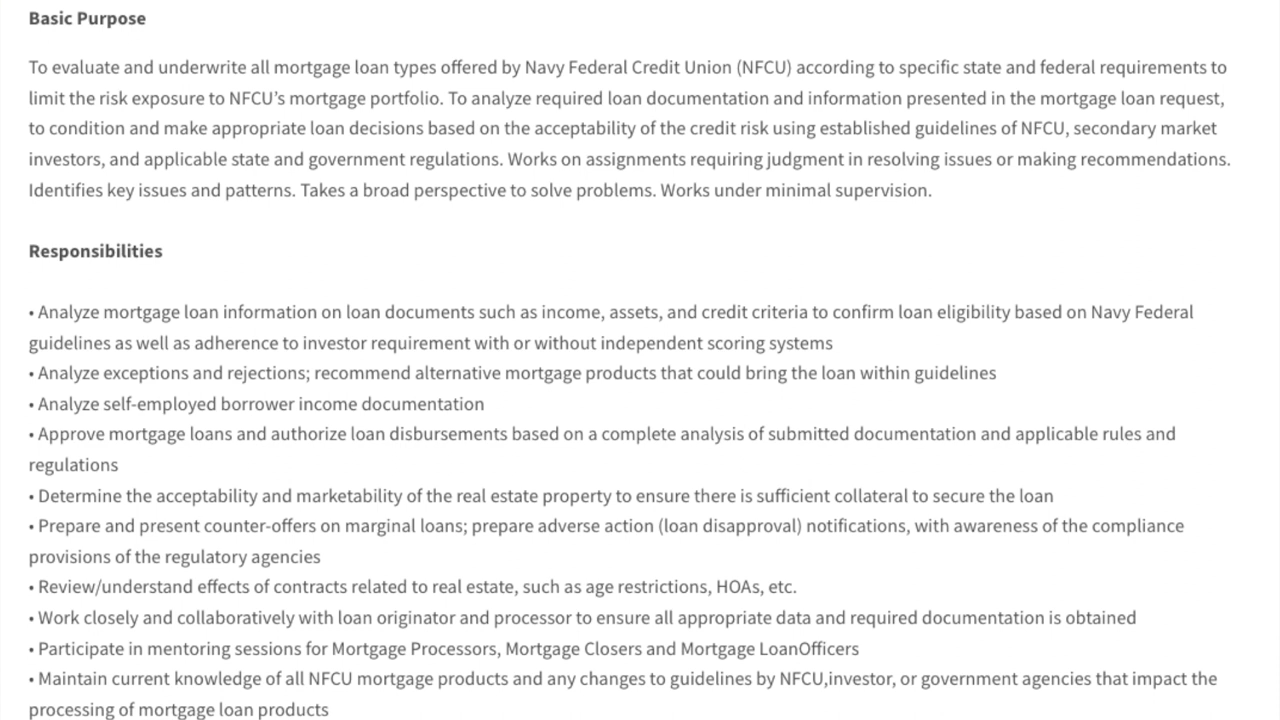 Basic Purpose
To evaluate and underwrite all mortgage loan types offered by Navy Federal Credit Union (NFCU) according to specific state and federal requirements to
limit the risk exposure to NFCU’s mortgage portfolio. To analyze required loan documentation and information presented in the mortgage loan request,
to condition and make appropriate loan decisions based on the acceptability of the credit risk using established guidelines of NFCU, secondary market
investors, and applicable state and government regulations. Works on assignments requiring judgment in resolving issues or making recommendations.
Identifies key issues and patterns. Takes a broad perspective to solve problems. Works under minimal supervision.
Responsibilities
• Analyze mortgage loan information on loan documents such as income, assets, and credit criteria to confirm loan eligibility based on Navy Federal
guidelines as well as adherence to investor requirement with or without independent scoring systems
• Analyze exceptions and rejections; recommend alternative mortgage products that could bring the loan within guidelines
• Analyze self-employed borrower income documentation
• Approve mortgage loans and authorize loan disbursements based on a complete analysis of submitted documentation and applicable rules and
regulations
• Determine the acceptability and marketability of the real estate property to ensure there is sufficient collateral to secure the loan
• Prepare and present counter-offers on marginal loans; prepare adverse action (loan disapproval) notifications, with awareness of the compliance
provisions of the regulatory agencies
• Review/understand effects of contracts related to real estate, such as age restrictions, HOAs, etc.
• Work closely and collaboratively with loan originator and processor to ensure all appropriate data and required documentation is obtained
• Participate in mentoring sessions for Mortgage Processors, Mortgage Closers and Mortgage LoanOfficers
• Maintain current knowledge of all NFCU mortgage products and any changes to guidelines by NFCU,investor, or government agencies that impact the
processing of mortgage loan products